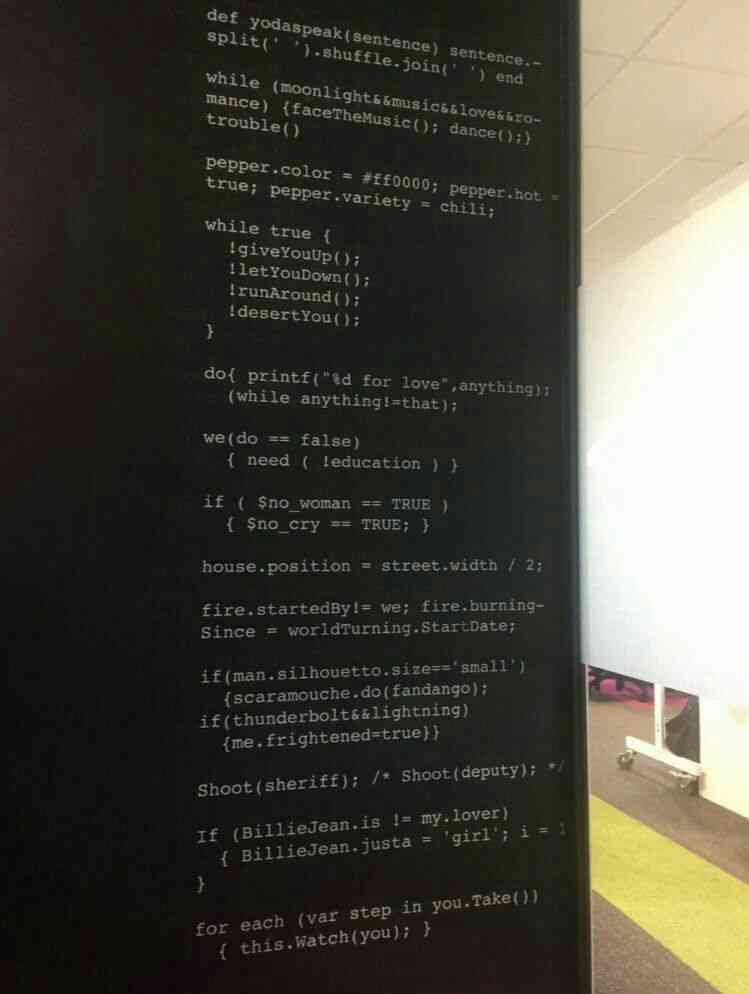 def yodaspeak(sentence) sentence.-
split(' ').shuffle.join(' ') end
while (moonlight&&music&&love&&ro-
mance) {faceTheMusic(); dance();}
trouble()
pepper.color = #ff0000; pepper.hot =
true; pepper.variety = chili;
while true {
!giveYouUp();
!letYouDown();
!runAround();
!desertYou();
}
do{ printf("%d for love",anything);
(while anything!=that);
we(do == false)
{ need ( !education ) }
if ( $no_woman == TRUE )
{ $no_cry == TRUE; }
house.position = street.width / 2;
fire.startedBy!= we; fire.burning-
Since = worldTurning.StartDate;
if(man.silhouetto.size=='small')
{scaramouche.do(fandango);
if(thunderbolt&&lightning)
{me.frightened=true}}
Shoot(sheriff); /* Shoot(deputy); */
If (BillieJean.is != my.lover)
{ BillieJean.justa = 'girl'; i = 1
}
for each (var step in you.Take())
{ this.Watch(you); }